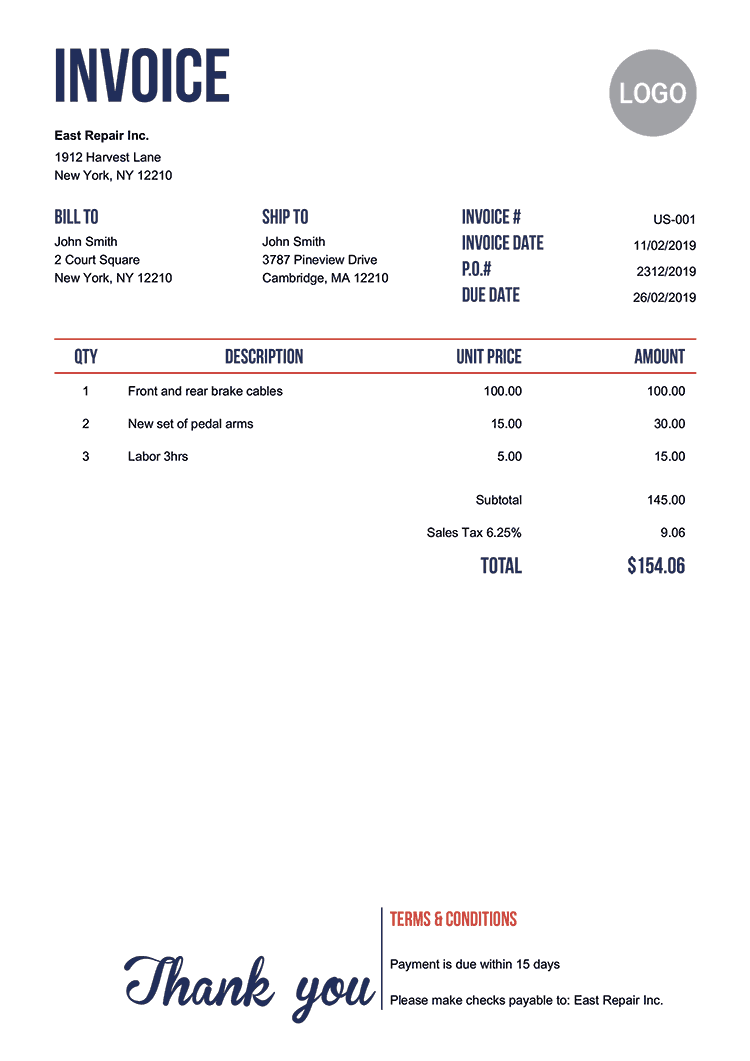 INVOICE
LOGO
East Repair Inc.
1912 Harvest Lane
New York, NY 12210
BILL TO
John Smith
2 Court Square
New York, NY 12210
SHIP TO
John Smith
3787 Pineview Drive
Cambridge, MA 12210
INVOICE # US-001
INVOICE DATE 11/02/2019
P.O.# 2312/2019
DUE DATE 26/02/2019
QTY DESCRIPTION UNIT PRICE AMOUNT
1 Front and rear brake cables 100.00 100.00
2 New set of pedal arms 15.00 30.00
3 Labor 3hrs 5.00 15.00
Subtotal 145.00
Sales Tax 6.25% 9.06
TOTAL $154.06
Thank you
TERMS & CONDITIONS
Payment is due within 15 days
Please make checks payable to: East Repair Inc.